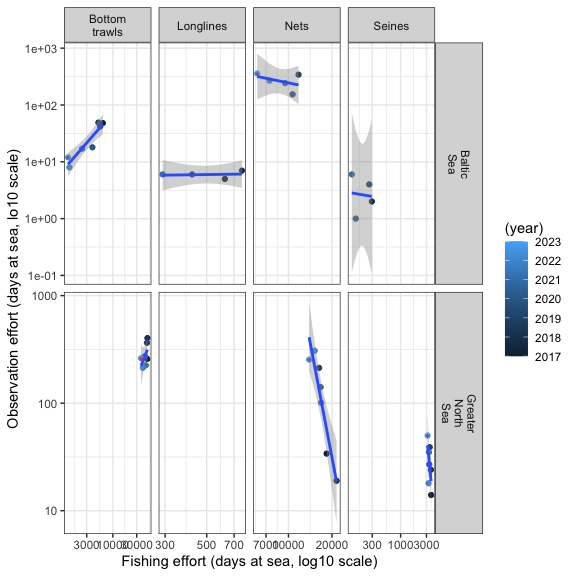 Bottom
trawls
Longlines
Nets
Seines
1e+03
1e+02
1e+01
1e+00
1e-01
Baltic
Sea
1000
100
10
Greater
North
Sea
3000 10000 30000
300 500 700
7000 10000 20000
300 1000 3000
Fishing effort (days at sea, log10 scale)
Observation effort (days at sea, lo10 scale)
(year)
2023
2022
2021
2020
2019
2018
2017